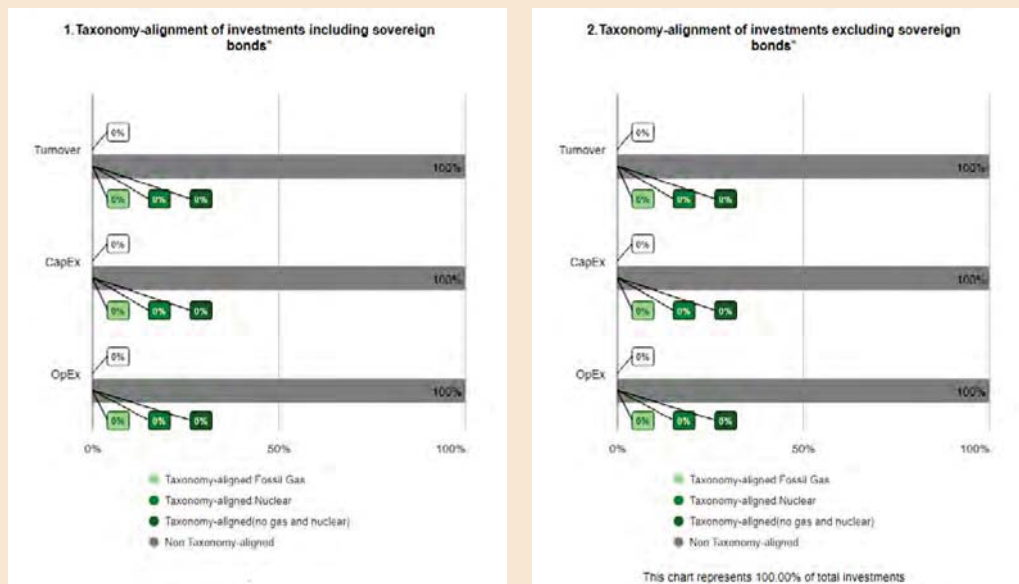 1. Taxonomy-alignment of investments including sovereign
bonds*
0%
Turnover
100%
0% 0% 0%
0%
CapEx
100%
0% 0% 0%
0%
OpEx
100%
0% 0% 0%
0% 50% 100%
Taxonomy-aligned Fossil Gas
Taxonomy-aligned Nuclear
Taxonomy-aligned(no gas and nuclear)
Non Taxonomy-aligned
2. Taxonomy-alignment of investments excluding sovereign
bonds*
0%
Turnover
100%
0% 0% 0%
0%
CapEx
100%
0% 0% 0%
0%
OpEx
100%
0% 0% 0%
0% 50% 100%
Taxonomy-aligned Fossil Gas
Taxonomy-aligned Nuclear
Taxonomy-aligned(no gas and nuclear)
Non Taxonomy-aligned
This chart represents 100.00% of total investments